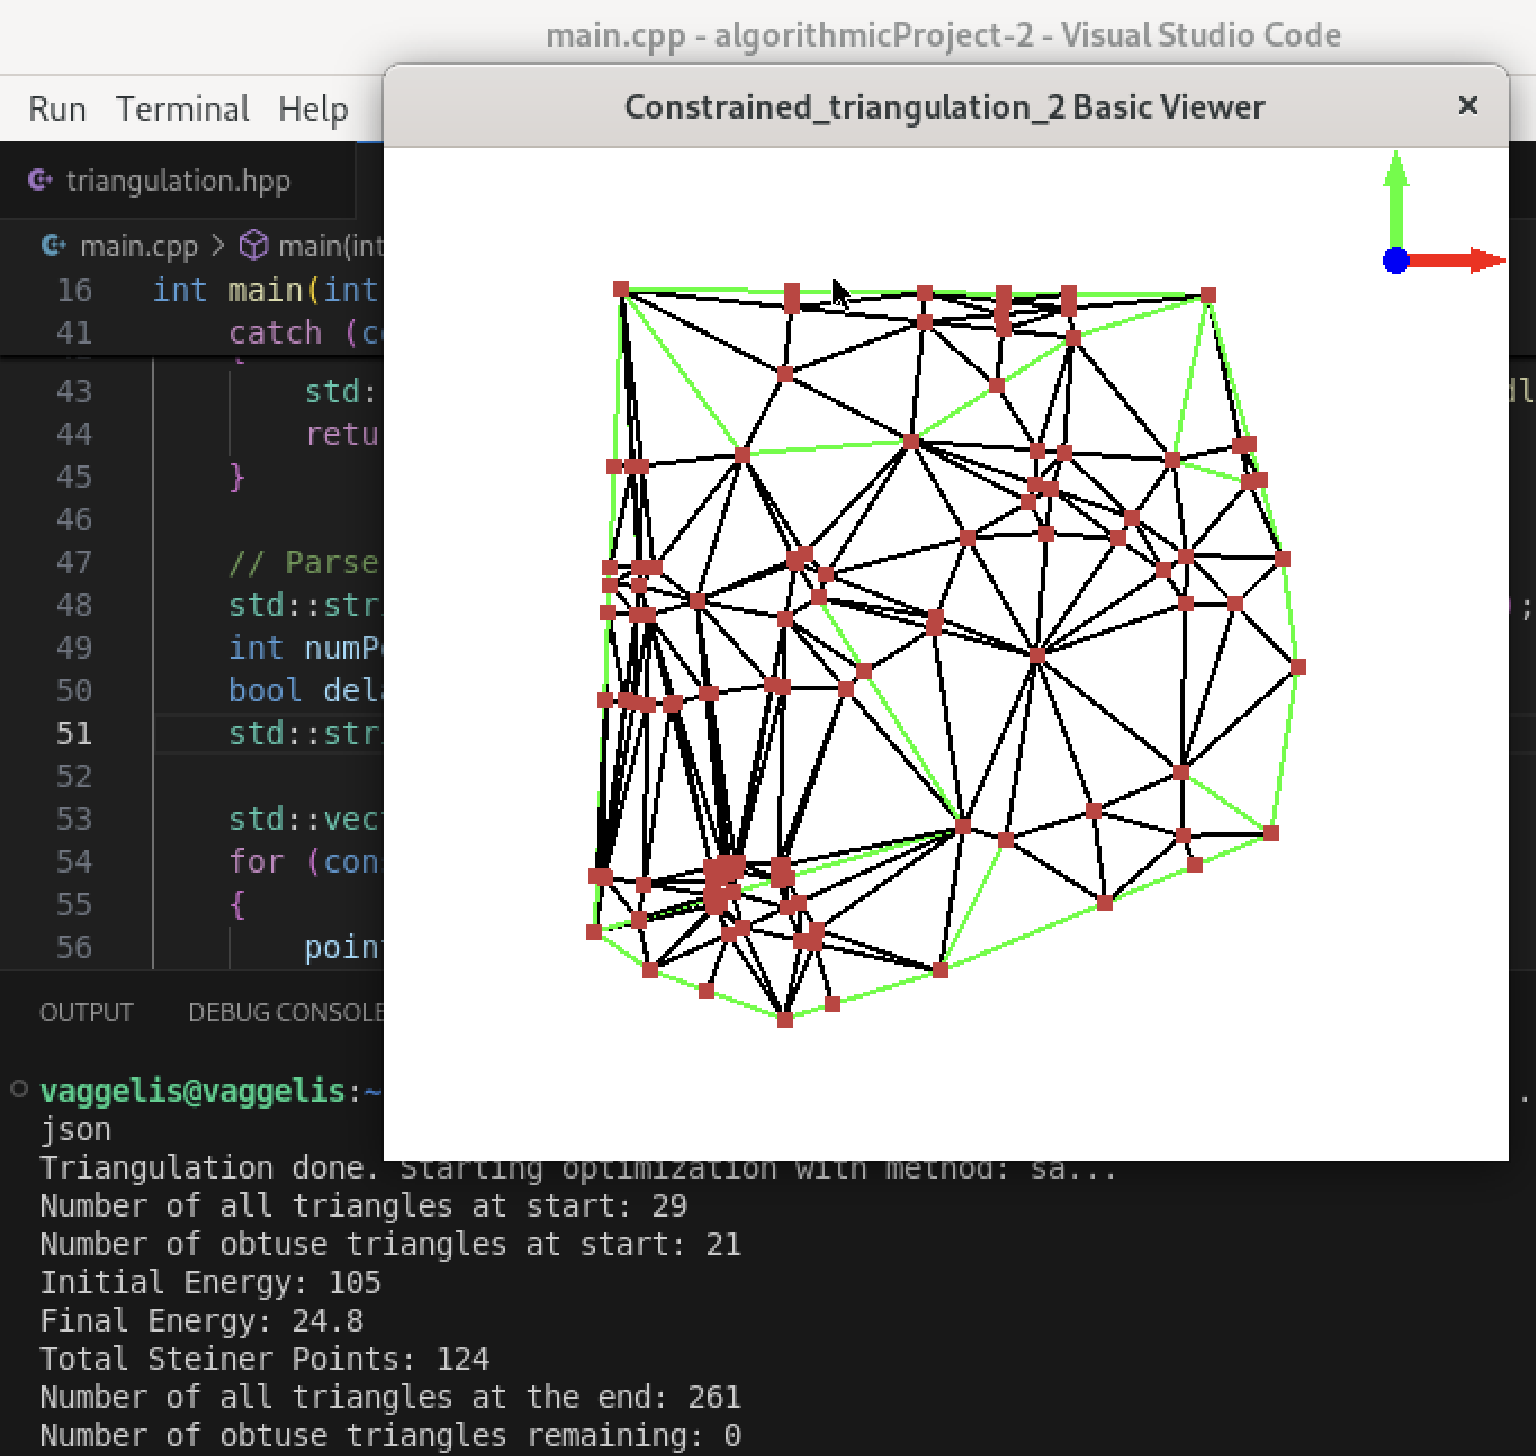 main.cpp - algorithmicProject-2 - Visual Studio Code
Run Terminal Help
Constrained_triangulation_2 Basic Viewer ×
triangulation.hpp
main.cpp > main(int
16 int main(int
41 catch (c
43 std:
44 retu
45 }
46
47 // Parse
48 std::str
49 int numP
50 bool del
51 std::str
52
53 std::vec
54 for (con
55 {
56 poin
OUTPUT DEBUG CONSOLE
vaggelis@vaggelis:~
json
Triangulation done. Starting optimization with method: sa...
Number of all triangles at start: 29
Number of obtuse triangles at start: 21
Initial Energy: 105
Final Energy: 24.8
Total Steiner Points: 124
Number of all triangles at the end: 261
Number of obtuse triangles remaining: 0